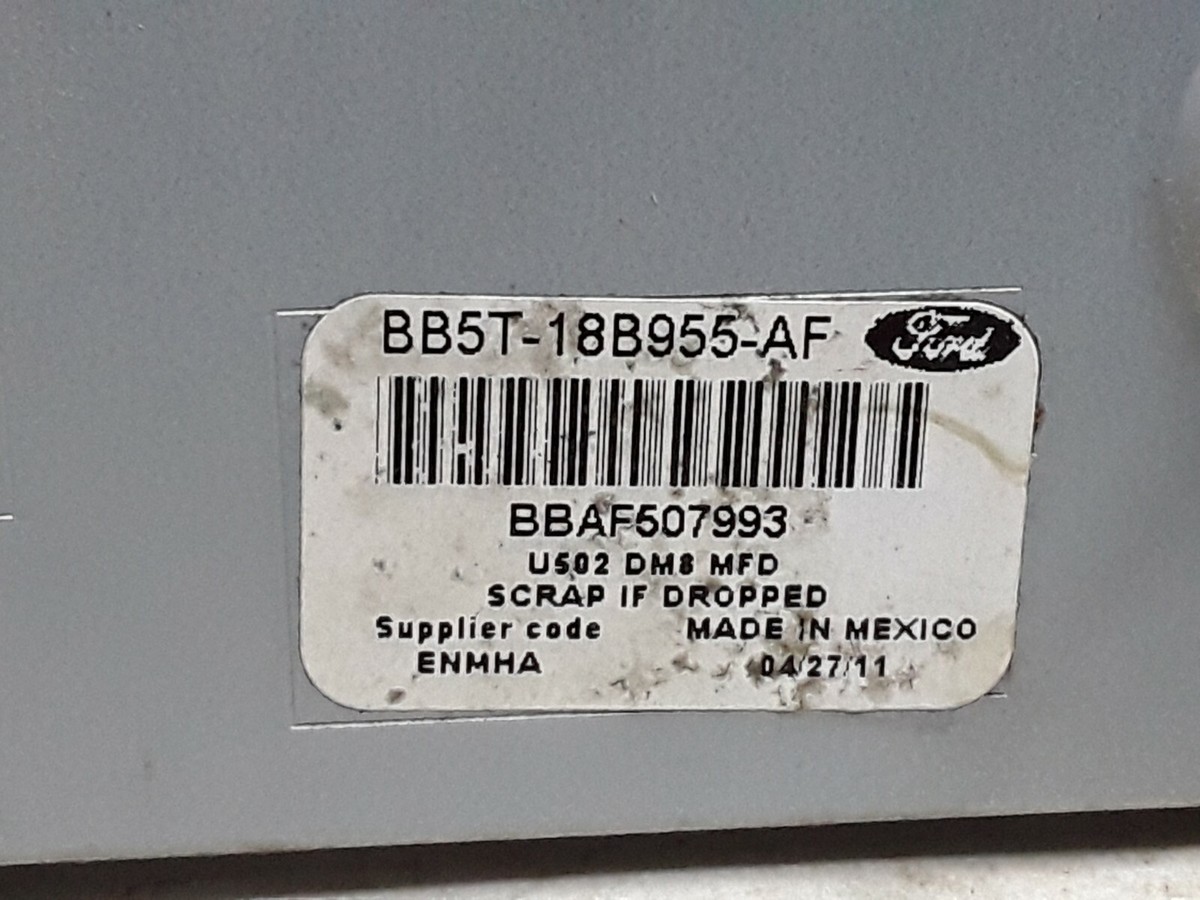 BB5T-18B955-AF Ford
BBAF507993
U502 DM8 MFD
SCRAP IF DROPPED
Supplier code MADE IN MEXICO
ENMHA 04/27/11